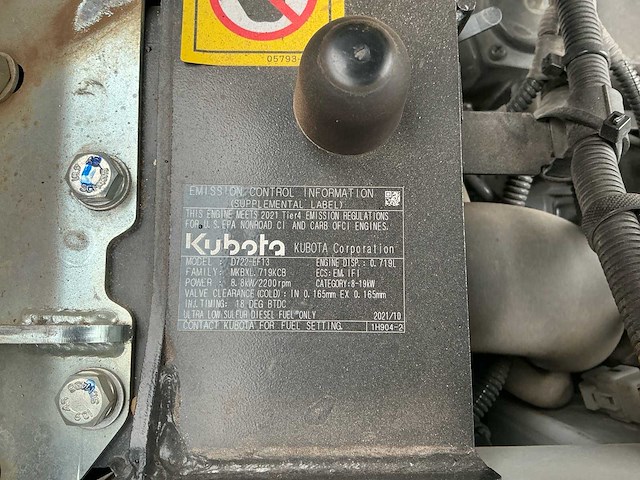 05793-
EMISSION CONTROL INFORMATION
(SUPPLEMENTAL LABEL)
THIS ENGINE MEETS 2021 Tier4 EMISSION REGULATIONS
FOR U.S. EPA NONROAD CI AND CARB OFCI ENGINES.
Kubota KUBOTA Corporation
MODEL : D722-EF13 ENGINE DISP.: 0.719L
FAMILY: MKBXL.719KCB ECS: EM, IFI
POWER : 8.8kW/2200rpm CATEGORY: 8-19kW
VALVE CLEARANCE(COLD): IN 0.165mm EX 0.165mm
INJ.TIMING: 18 DEG BTDC
ULTRA LOW SULFUR DIESEL FUEL ONLY 2021/10
CONTACT KUBOTA FOR FUEL SETTING. 1H904-2